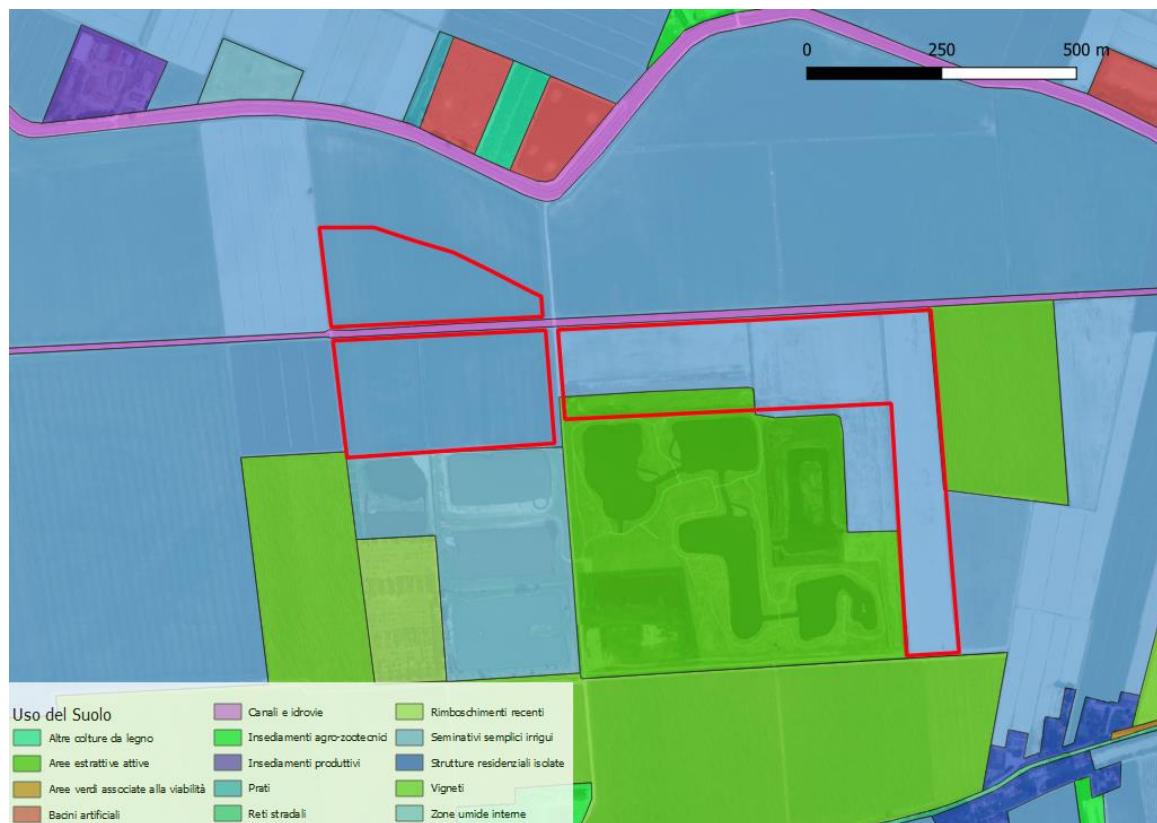 0 250 500 m
Uso del Suolo
Altre colture da legno
Aree estrattive attive
Aree verdi associate alla viabilità
Bacini artificiali
Canali e idrovie
Insediamenti agro-zootecnici
Insediamenti produttivi
Prati
Reti stradali
Rimboschimenti recenti
Seminativi semplici irrigui
Strutture residenziali isolate
Vigneti
Zone umide interne